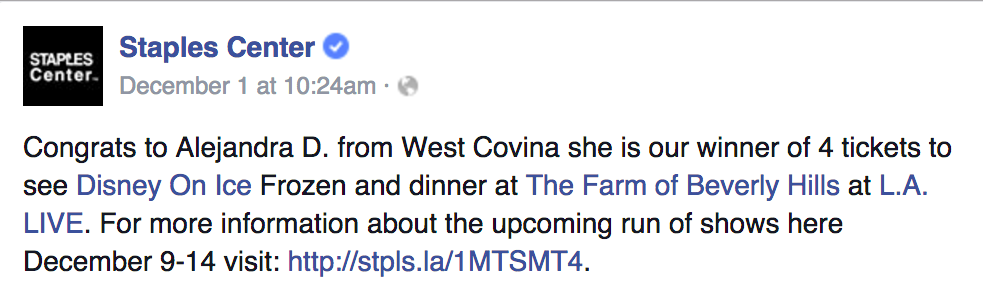 STAPLES
Center™
Staples Center
December 1 at 10:24am ·
Congrats to Alejandra D. from West Covina she is our winner of 4 tickets to
see Disney On Ice Frozen and dinner at The Farm of Beverly Hills at L.A.
LIVE. For more information about the upcoming run of shows here
December 9-14 visit: http://stpls.la/1MTSMT4.